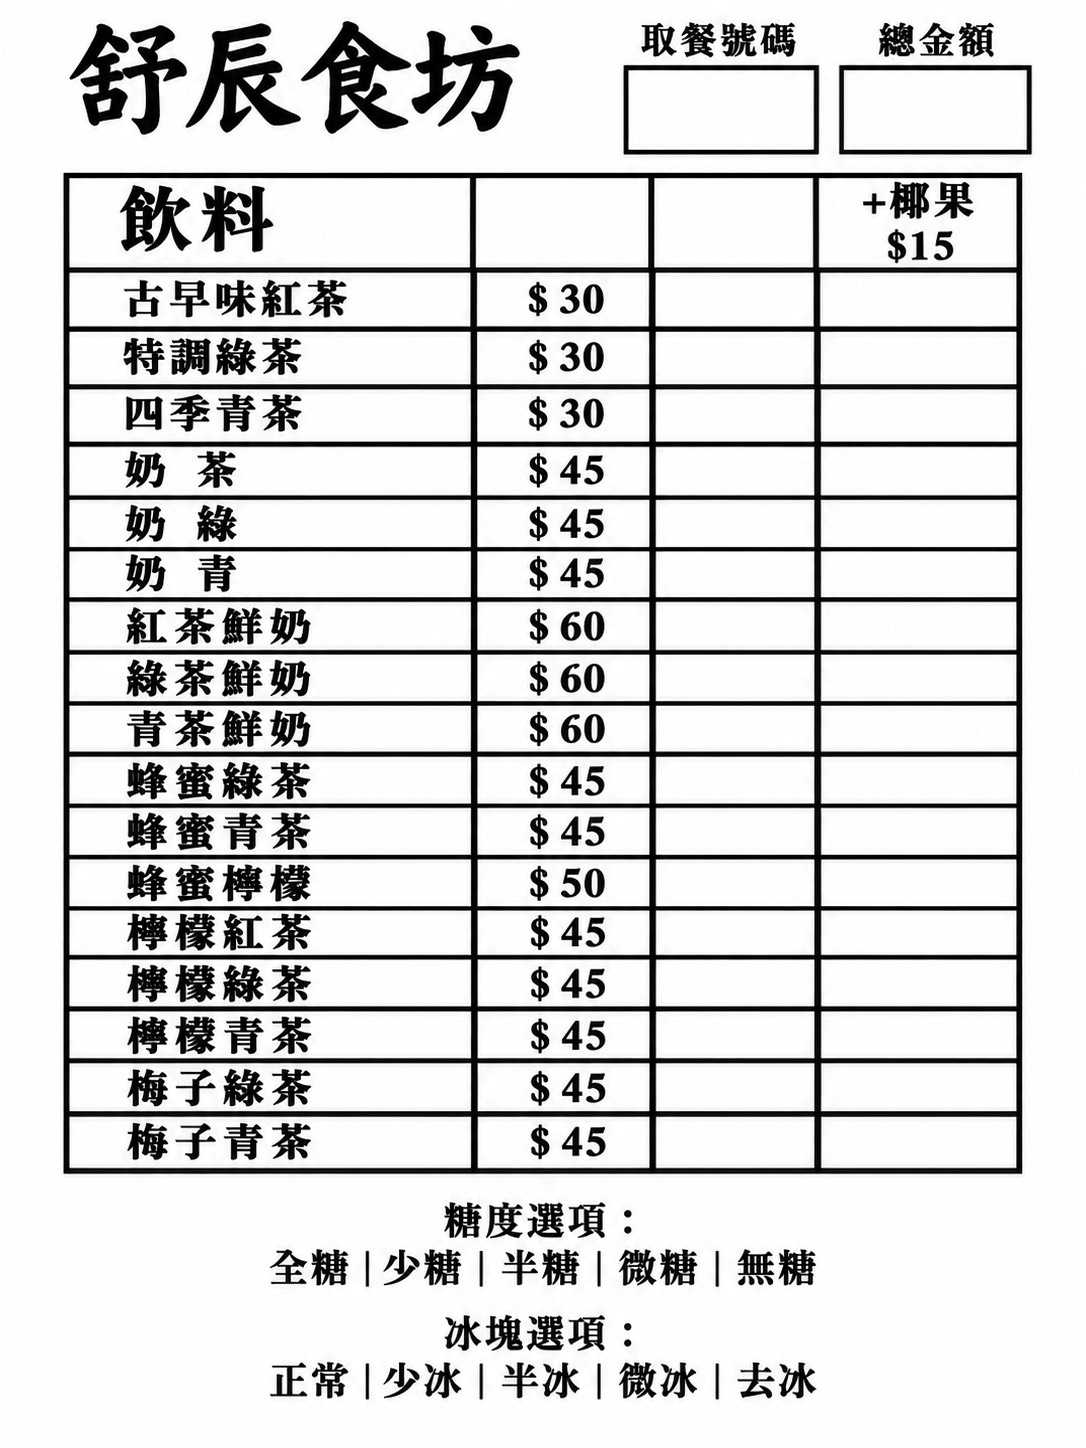 舒辰食坊
取餐號碼
總金額
飲料
+椰果
$15
古早味紅茶 $ 30
特調綠茶 $ 30
四季青茶 $ 30
奶 茶 $ 45
奶 綠 $ 45
奶 青 $ 45
紅茶鮮奶 $ 60
綠茶鮮奶 $ 60
青茶鮮奶 $ 60
蜂蜜綠茶 $ 45
蜂蜜青茶 $ 45
蜂蜜檸檬 $ 50
檸檬紅茶 $ 45
檸檬綠茶 $ 45
檸檬青茶 $ 45
梅子綠茶 $ 45
梅子青茶 $ 45
糖度選項：
全糖 | 少糖 | 半糖 | 微糖 | 無糖
冰塊選項：
正常 | 少冰 | 半冰 | 微冰 | 去冰